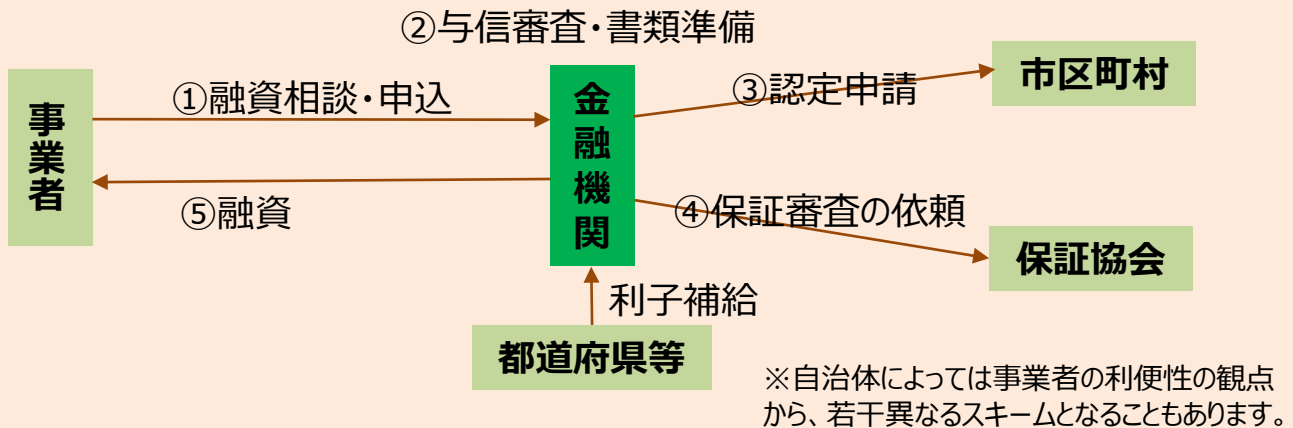 ②与信審査・書類準備
事業者
①融資相談・申込
金融機関
③認定申請
市区町村
⑤融資
④保証審査の依頼
保証協会
利子補給
都道府県等
※自治体によっては事業者の利便性の観点
から、若干異なるスキームとなることもあります。